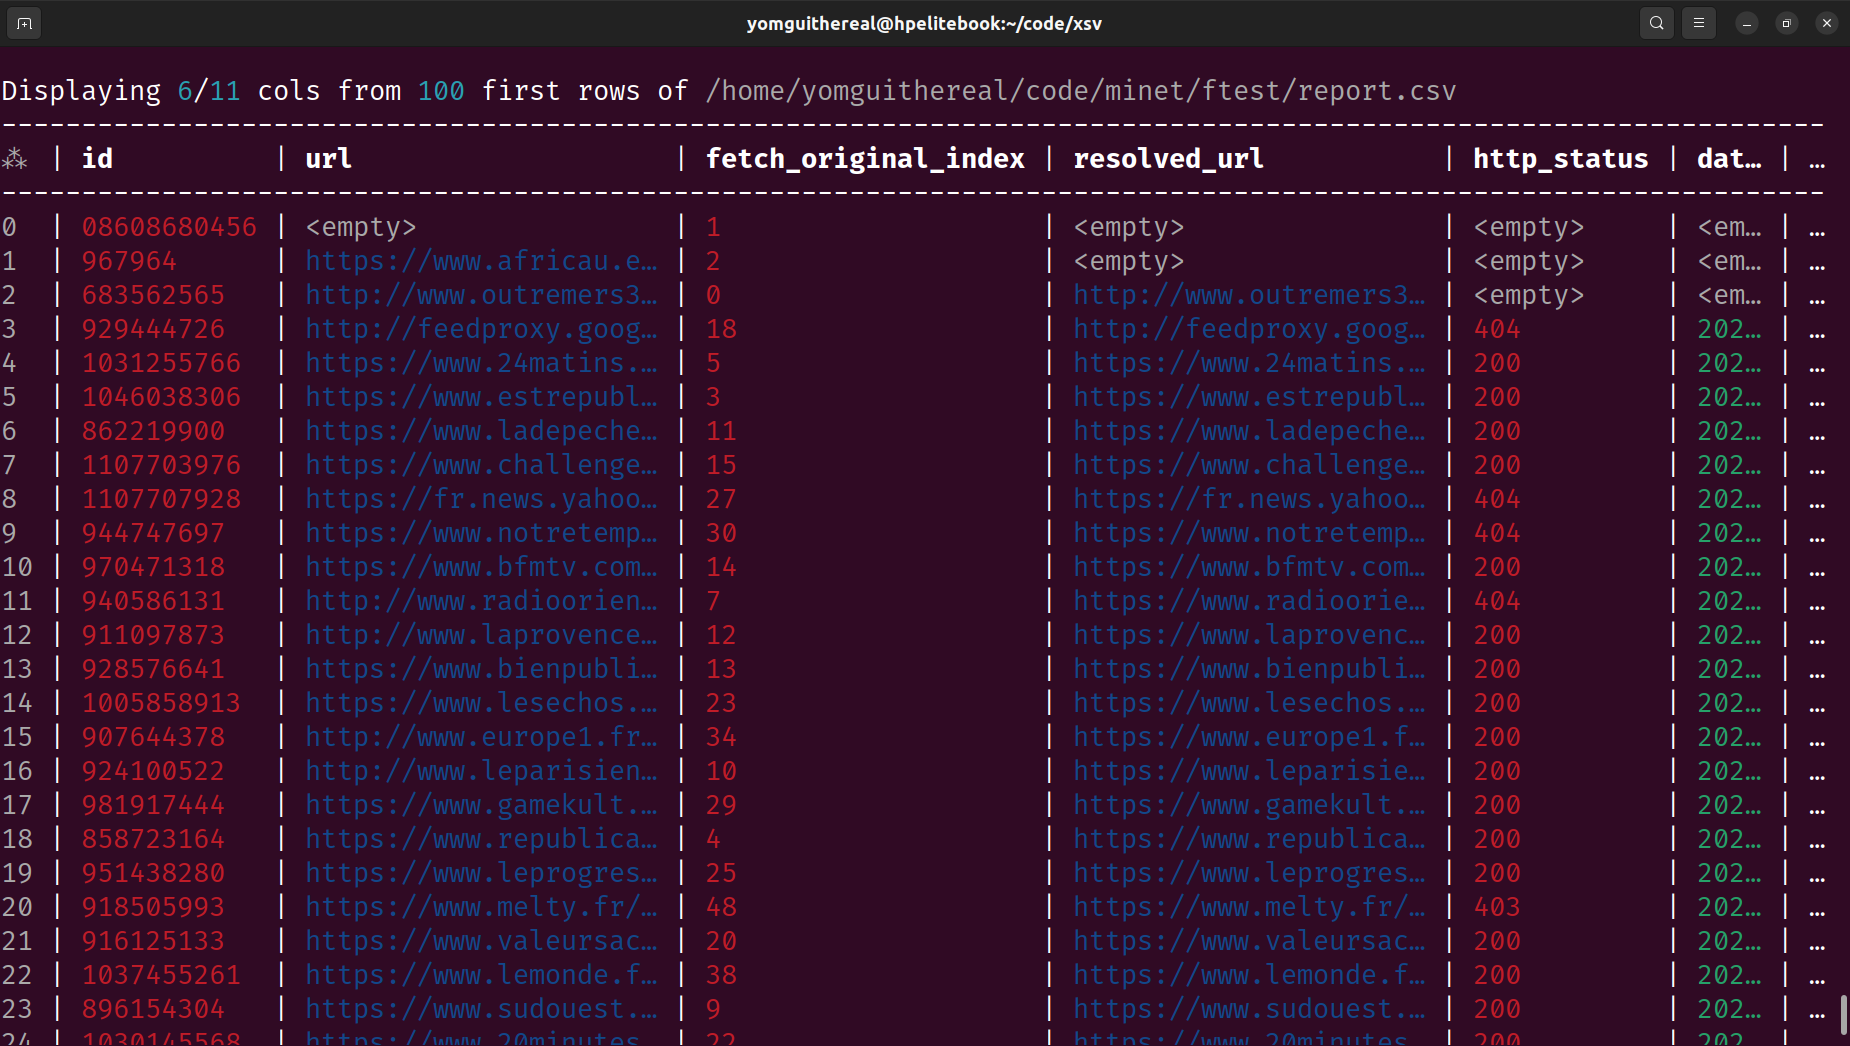 yomguithereal@hpelitebook:~/code/xsv
Displaying 6/11 cols from 100 first rows of /home/yomguithereal/code/minet/ftest/report.csv
-------------------------------------------------------------------------------------------------------------------
⁂ | id | url | fetch_original_index | resolved_url | http_status | dat… | …
-------------------------------------------------------------------------------------------------------------------
0 | 08608680456 | <empty> | 1 | <empty> | <empty> | <em… | …
1 | 967964 | https://www.africau.e… | 2 | <empty> | <empty> | <em… | …
2 | 683562565 | http://www.outremers3… | 0 | http://www.outremers3… | <empty> | <em… | …
3 | 929444726 | http://feedproxy.goog… | 18 | http://feedproxy.goog… | 404 | 202… | …
4 | 1031255766 | https://www.24matins.… | 5 | https://www.24matins.… | 200 | 202… | …
5 | 1046038306 | https://www.estrepubl… | 3 | https://www.estrepubl… | 200 | 202… | …
6 | 862219900 | https://www.ladepeche… | 11 | https://www.ladepeche… | 200 | 202… | …
7 | 1107703976 | https://www.challenge… | 15 | https://www.challenge… | 200 | 202… | …
8 | 1107707928 | https://fr.news.yahoo… | 27 | https://fr.news.yahoo… | 404 | 202… | …
9 | 944747697 | https://www.notretemp… | 30 | https://www.notretemp… | 404 | 202… | …
10 | 970471318 | https://www.bfmtv.com… | 14 | https://www.bfmtv.com… | 200 | 202… | …
11 | 940586131 | http://www.radioorien… | 7 | https://www.radioorie… | 404 | 202… | …
12 | 911097873 | http://www.laprovence… | 12 | https://www.laprovenc… | 200 | 202… | …
13 | 928576641 | https://www.bienpubli… | 13 | https://www.bienpubli… | 200 | 202… | …
14 | 1005858913 | https://www.lesechos.… | 23 | https://www.lesechos.… | 200 | 202… | …
15 | 907644378 | http://www.europe1.fr… | 34 | https://www.europe1.f… | 200 | 202… | …
16 | 924100522 | http://www.leparisien… | 10 | https://www.leparisie… | 200 | 202… | …
17 | 981917444 | https://www.gamekult.… | 29 | https://www.gamekult.… | 200 | 202… | …
18 | 858723164 | https://www.republica… | 4 | https://www.republica… | 200 | 202… | …
19 | 951438280 | https://www.leprogres… | 25 | https://www.leprogres… | 200 | 202… | …
20 | 918505993 | https://www.melty.fr/… | 48 | https://www.melty.fr/… | 403 | 202… | …
21 | 916125133 | https://www.valeursac… | 20 | https://www.valeursac… | 200 | 202… | …
22 | 1037455261 | https://www.lemonde.f… | 38 | https://www.lemonde.f… | 200 | 202… | …
23 | 896154304 | https://www.sudouest.… | 9 | https://www.sudouest.… | 200 | 202… | …
24 | 1030145568 | https://www.20minutes… | 22 | https://www.20minutes… | 200 | 202… | …